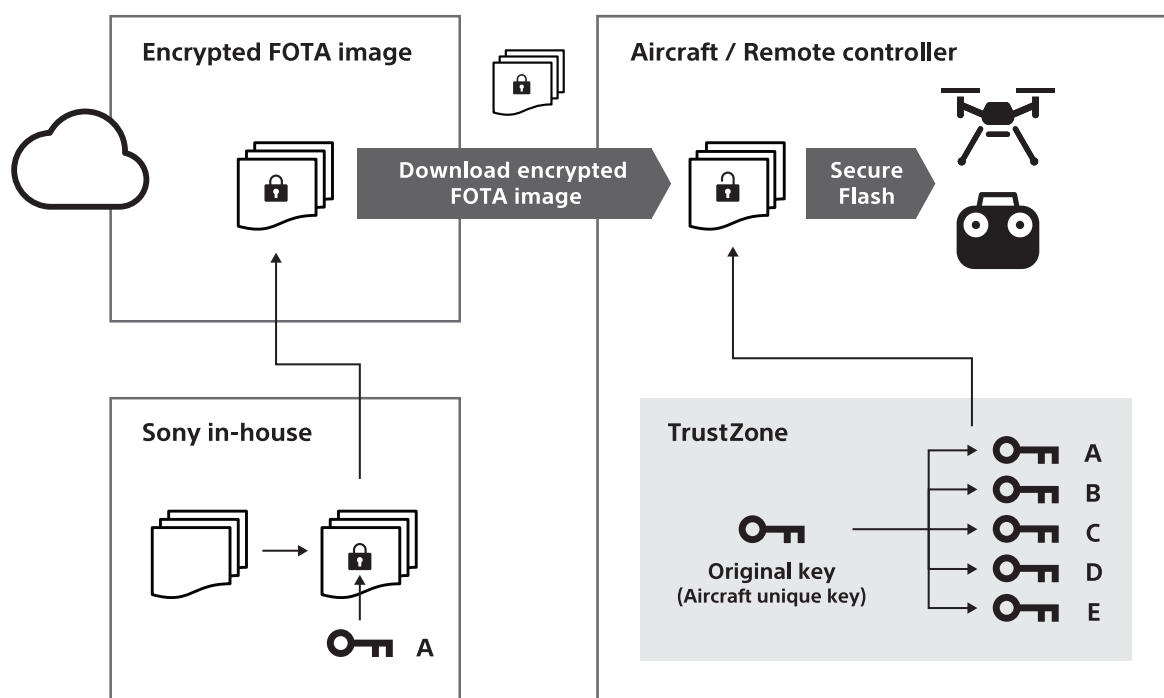 Encrypted FOTA image
Aircraft / Remote controller
Download encrypted
FOTA image
Secure
Flash
Sony in-house
A
TrustZone
Original key
(Aircraft unique key)
A
B
C
D
E